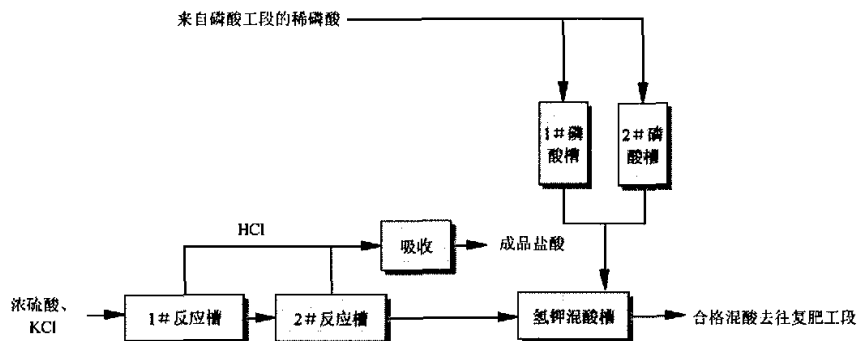 来自磷酸工段的稀磷酸
1#磷
酸槽
2#磷
酸槽
HCl
吸收
成品盐酸
浓硫酸、
KCl
1#反应槽
2#反应槽
氢钾混酸槽
合格混酸去往复肥工段